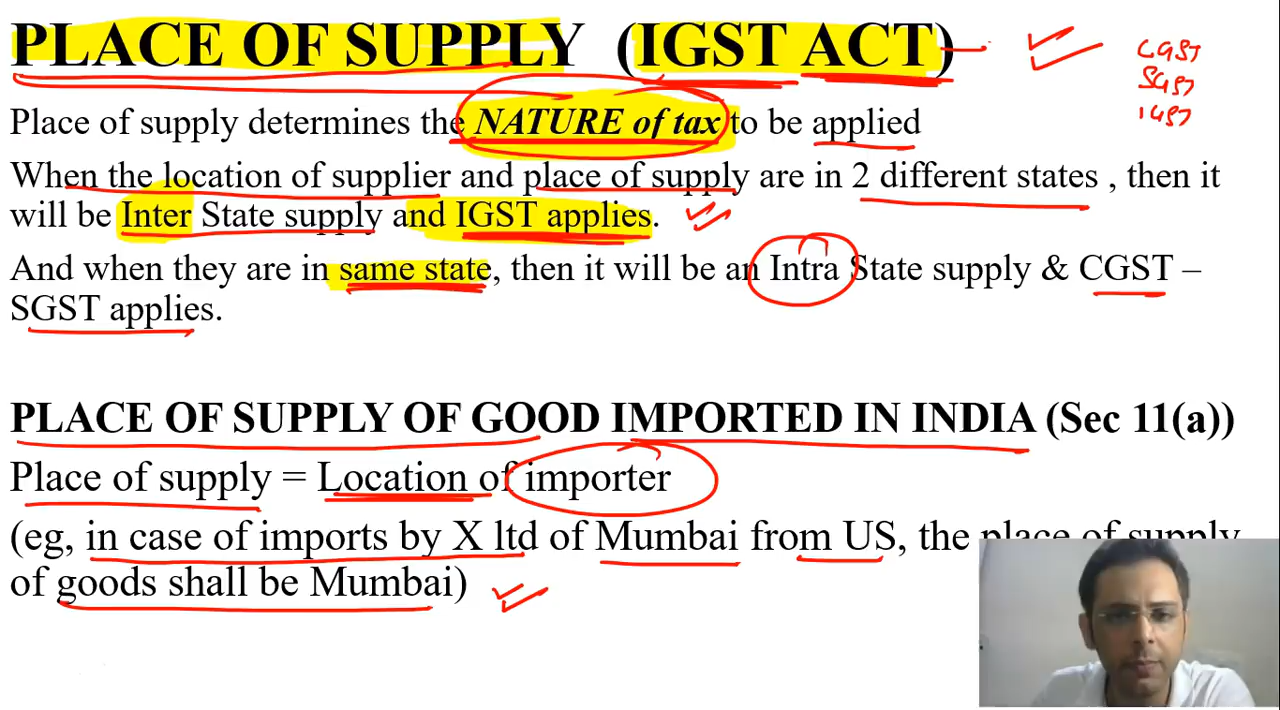 PLACE OF SUPPLY (IGST ACT)
CGST
SGST
IGST
Place of supply determines the NATURE of tax to be applied
When the location of supplier and place of supply are in 2 different states , then it
will be Inter State supply and IGST applies.
And when they are in same state, then it will be an Intra State supply & CGST –
SGST applies.
PLACE OF SUPPLY OF GOOD IMPORTED IN INDIA (Sec 11(a))
Place of supply = Location of importer
(eg, in case of imports by X ltd of Mumbai from US, the place of supply
of goods shall be Mumbai)